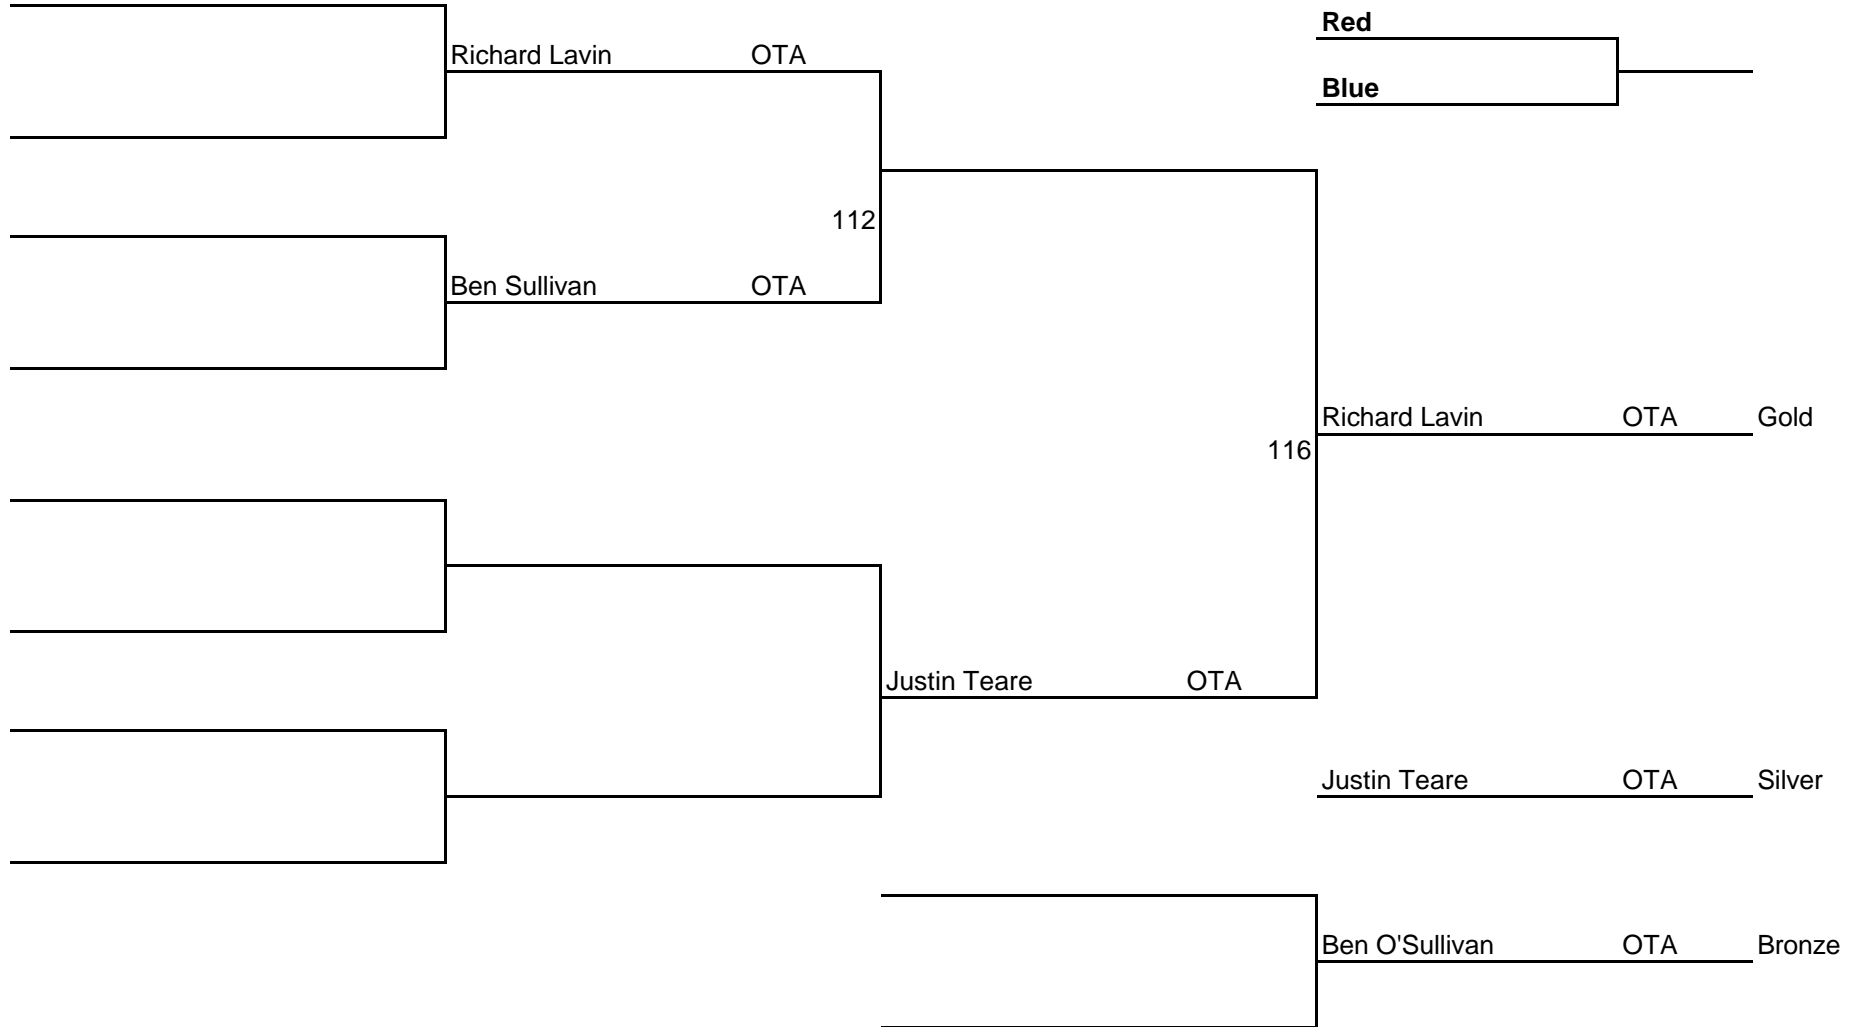 Red
Richard Lavin OTA
Blue
112
Ben Sullivan OTA
Richard Lavin OTA Gold
116
Justin Teare OTA
Justin Teare OTA Silver
Ben O'Sullivan OTA Bronze